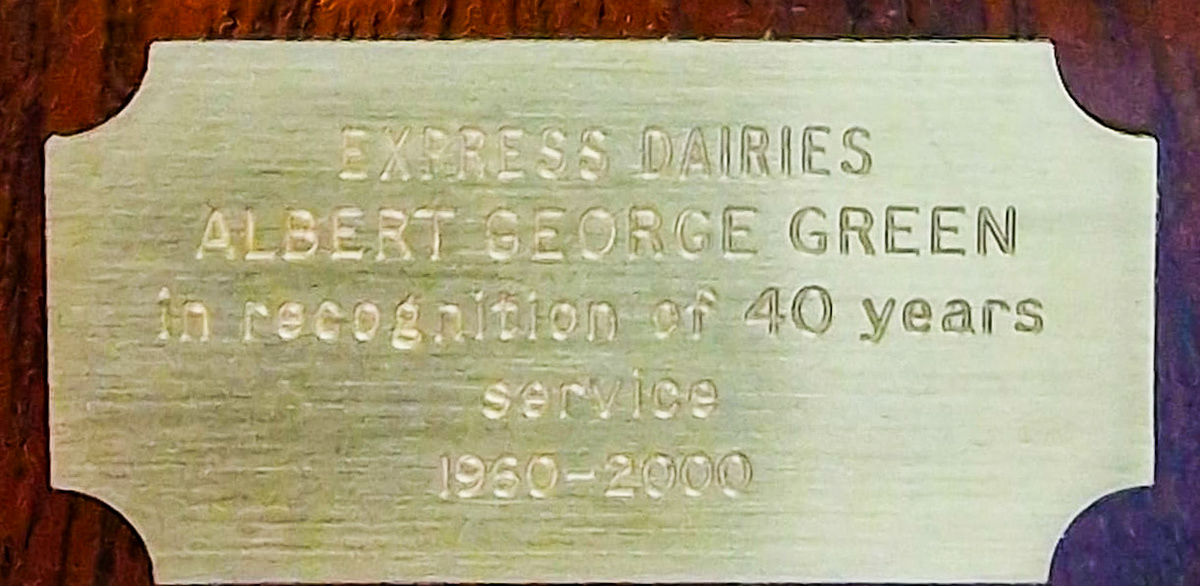 EXPRESS DAIRIES
ALBERT GEORGE GREEN
in recognition of 40 years
service
1960-2000